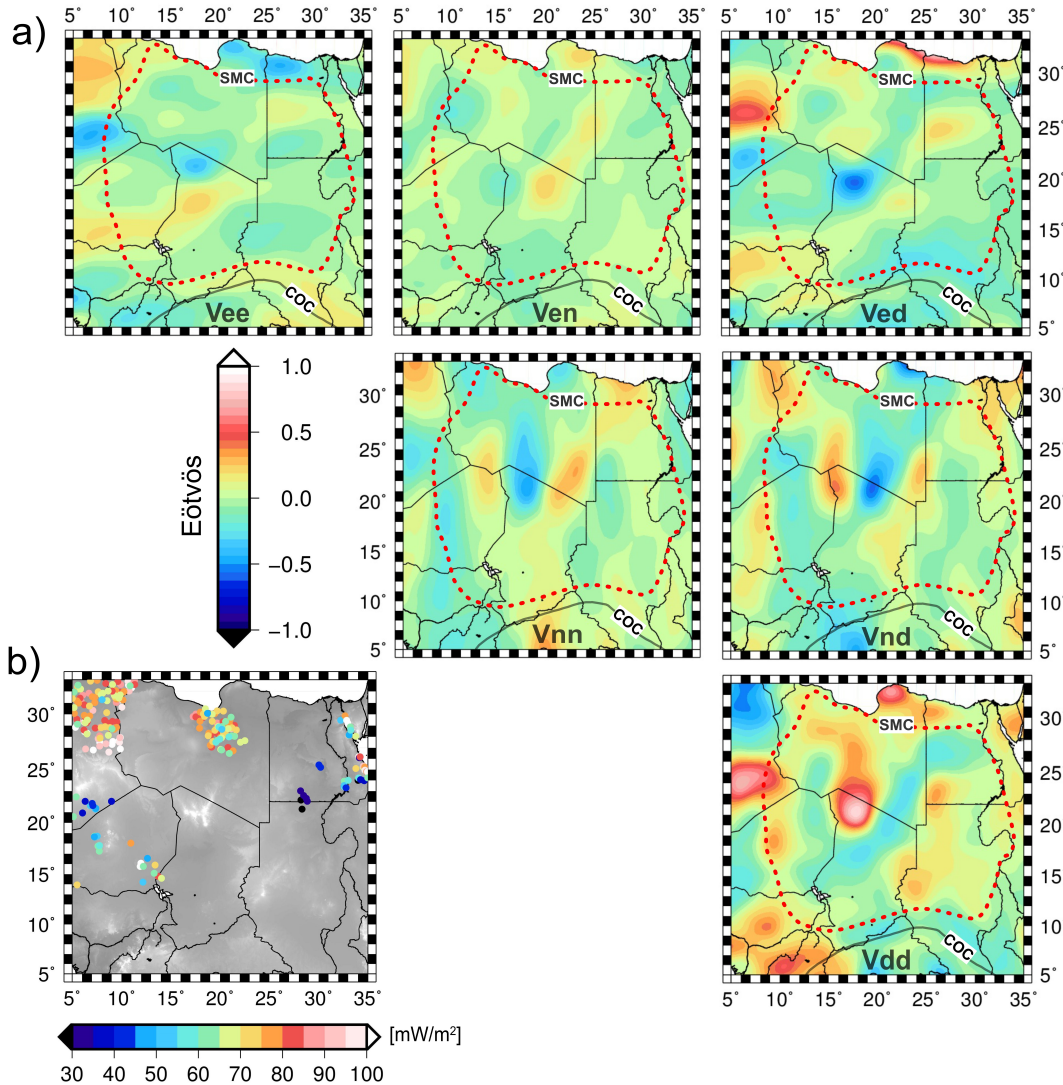 a)
5° 10° 15° 20° 25° 30° 35°
5° 10° 15° 20° 25° 30° 35°
5° 10° 15° 20° 25° 30° 35°
SMC
SMC
SMC
30°
25°
20°
15°
10°
5°
COC
COC
COC
Vee
Ven
Ved
Eötvös
1.0
0.5
0.0
−0.5
−1.0
30°
25°
20°
15°
10°
5°
SMC
SMC
30°
25°
20°
15°
10°
5°
COC
COC
Vnn
Vnd
b)
30°
25°
20°
15°
10°
5°
SMC
30
25
20
15
10
5°
COC
Vdd
5° 10° 15° 20° 25° 30° 35°
5° 10° 15° 20° 25° 30° 35°
[mW/m²]
30 40 50 60 70 80 90 100